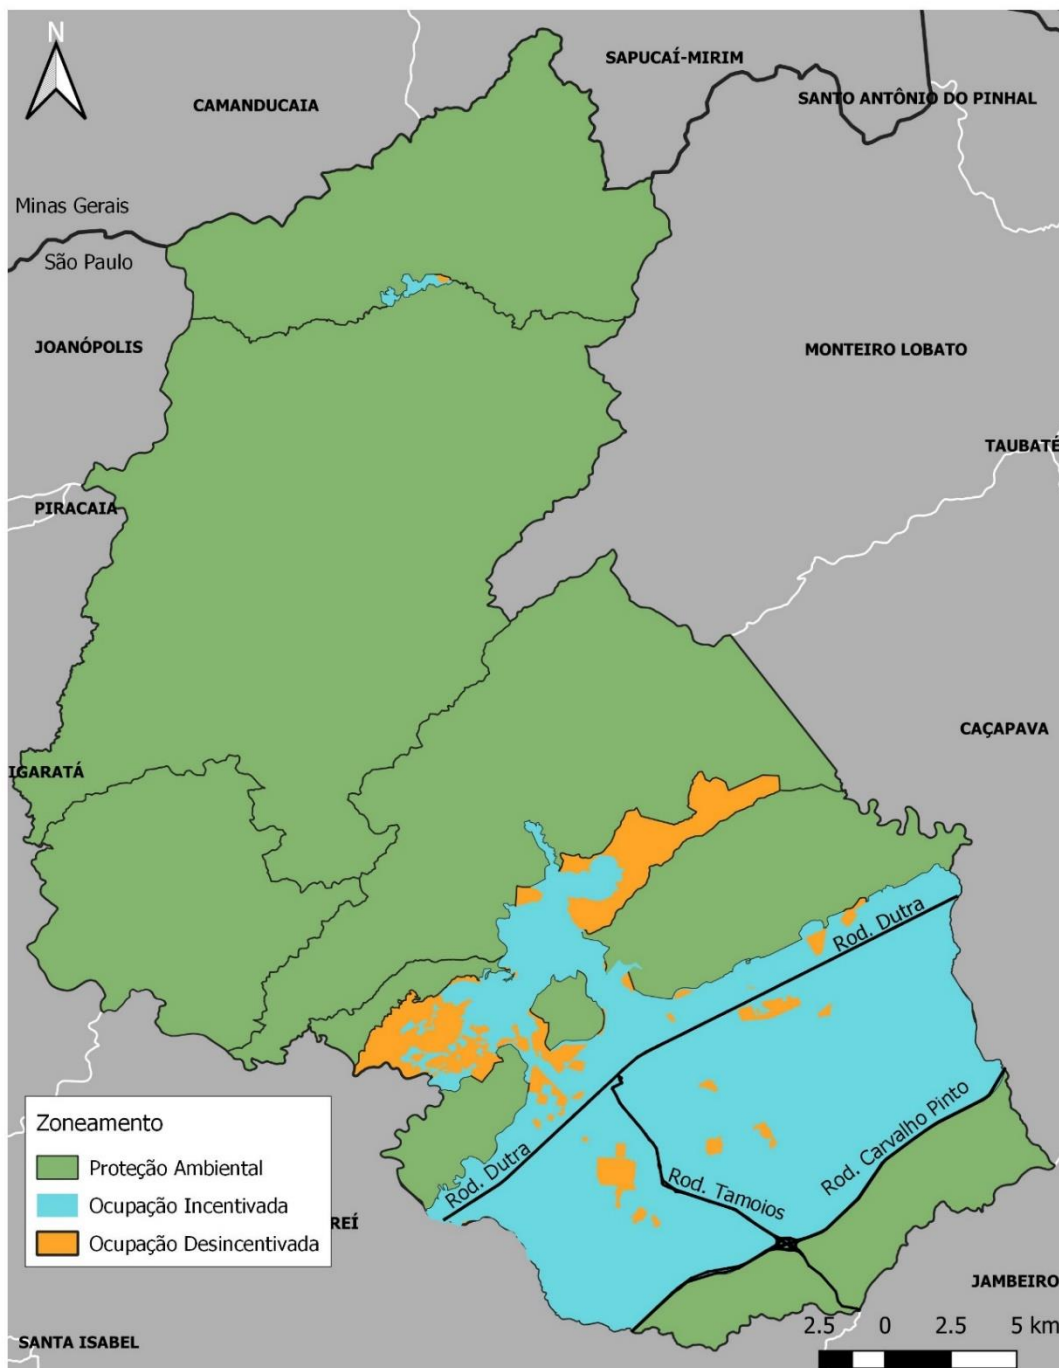 N
SAPUCAÍ-MIRIM
CAMANDUCAIA
SANTO ANTÔNIO DO PINHAL
Minas Gerais
São Paulo
JOANÓPOLIS
MONTEIRO LOBATO
TAUBATÉ
PIRACAIA
CAÇAPAVA
IGARATÁ
Rod. Dutra
Zoneamento
Proteção Ambiental
Ocupação Incentivada
Ocupação Desincentivada
REÍ
Rod. Dutra
Rod. Tamoios
Rod. Carvalho Pinto
JAMBEIRO
SANTA ISABEL
2.5 0 2.5 5 km